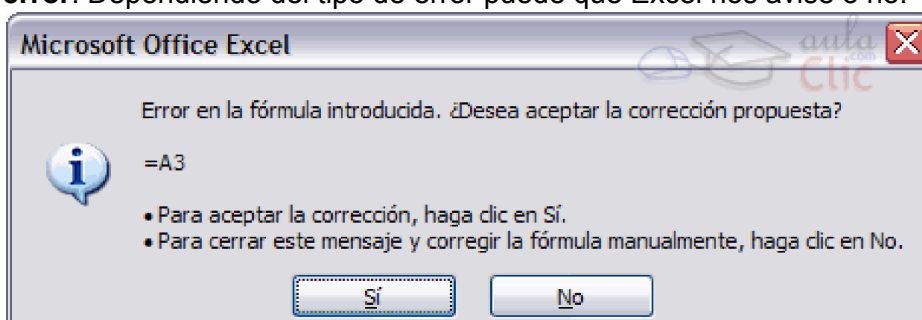 error. Dependiendo del tipo de error puede que Excel nos avise o no.
Microsoft Office Excel
aula
.com
Clic
Error en la fórmula introducida. ¿Desea aceptar la corrección propuesta?
=A3
• Para aceptar la corrección, haga clic en Sí.
• Para cerrar este mensaje y corregir la fórmula manualmente, haga clic en No.
Sí No